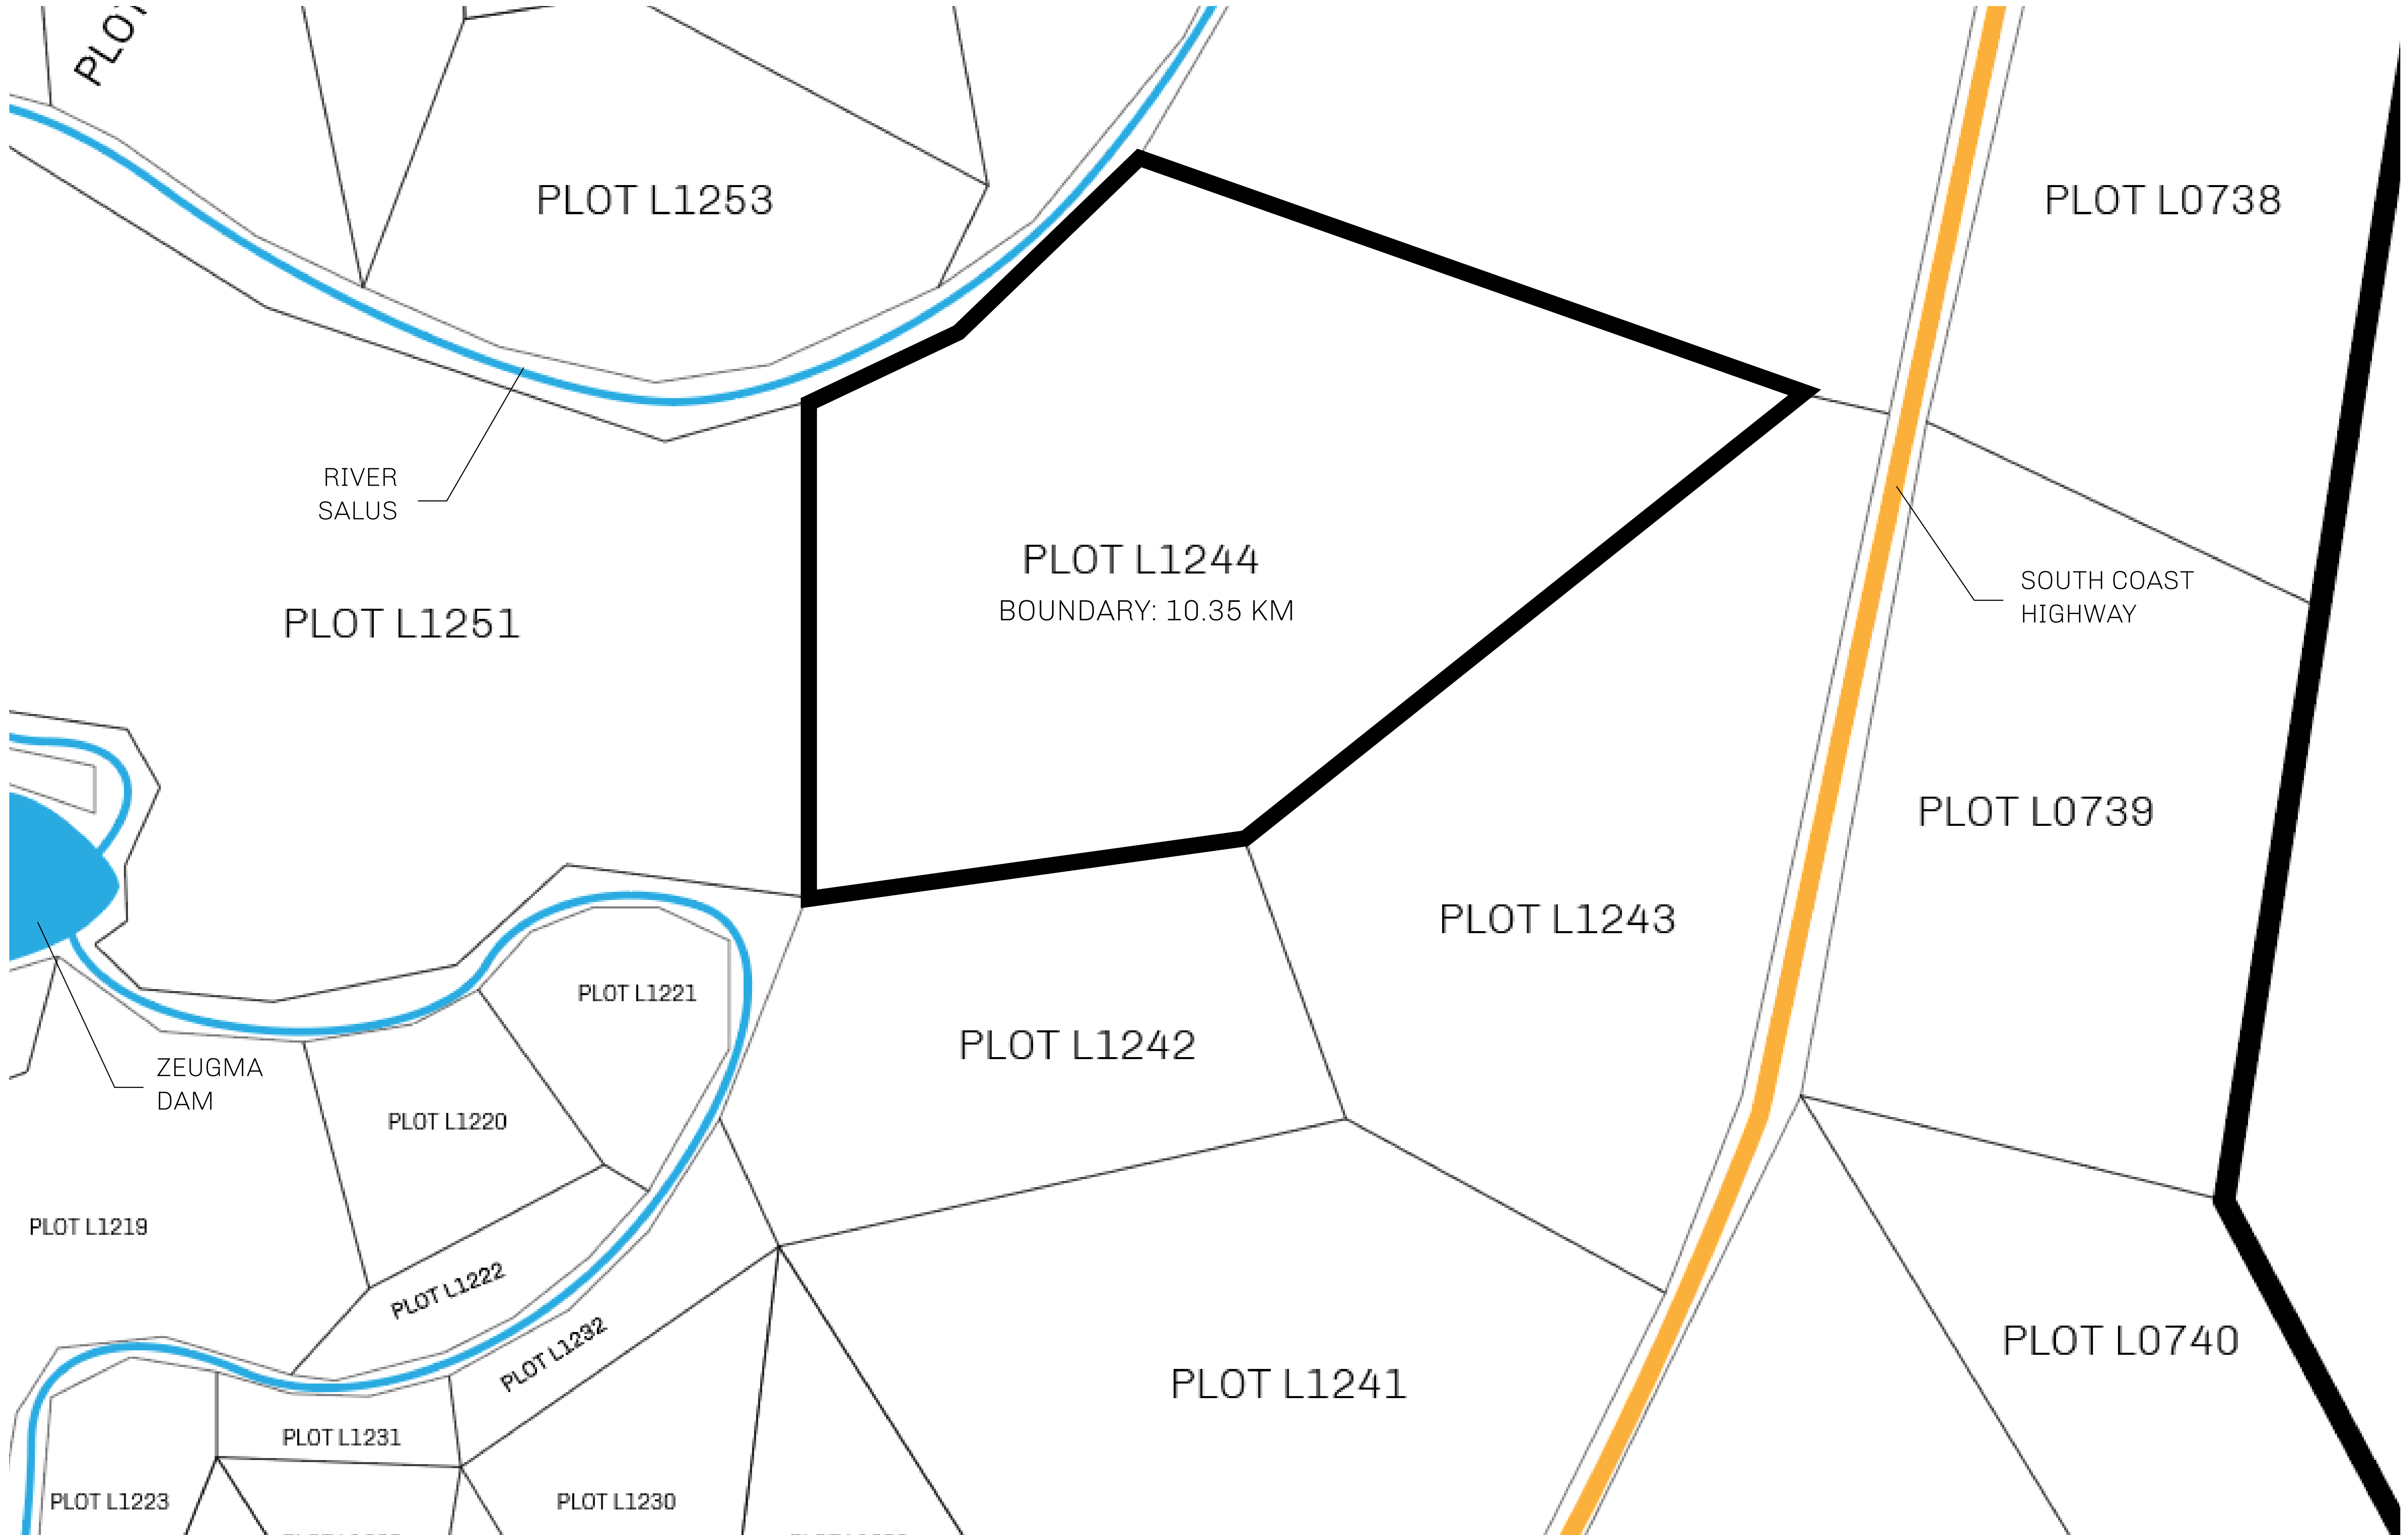 PLOT
PLOT L1253
PLOT L0738
RIVER
SALUS
PLOT L1251
PLOT L1244
BOUNDARY: 10.35 KM
SOUTH COAST
HIGHWAY
PLOT L0739
PLOT L1243
PLOT L1221
PLOT L1242
ZEUGMA
DAM
PLOT L1220
PLOT L1219
PLOT L1222
PLOT L1232
PLOT L0740
PLOT L1241
PLOT L1231
PLOT L1223
PLOT L1230